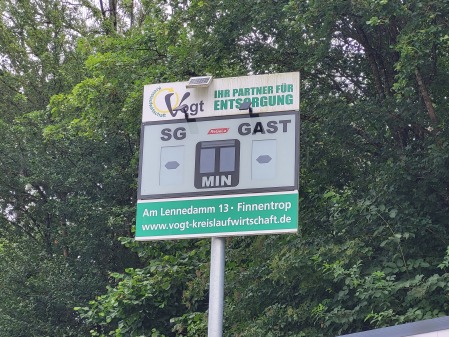 Vogt
IHR PARTNER FÜR
ENTSORGUNG
SG
GAST
MIN
Am Lennedamm 13 • Finnentrop
www.vogt-kreislaufwirtschaft.de